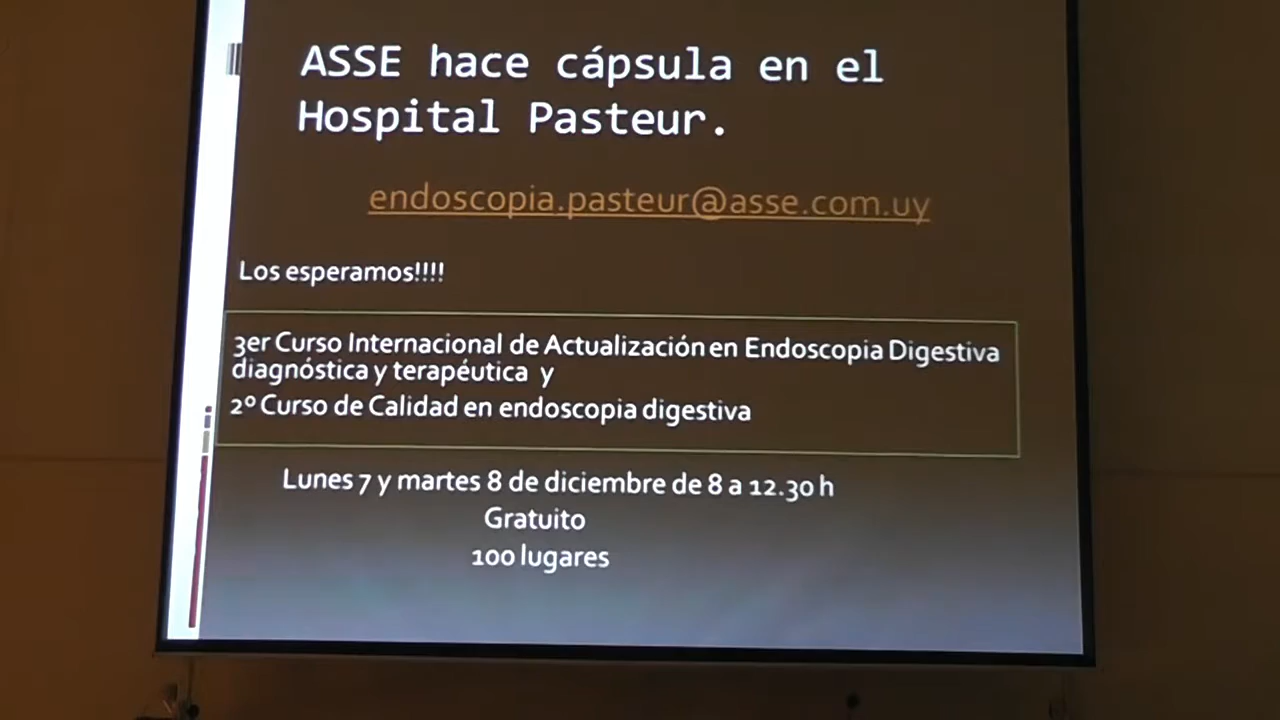 ASSE hace cápsula en el
Hospital Pasteur.
endoscopia.pasteur@asse.com.uy
Los esperamos!!!!
3er Curso Internacional de Actualización en Endoscopia Digestiva
diagnóstica y terapéutica y
2º Curso de Calidad en endoscopia digestiva
Lunes 7 y martes 8 de diciembre de 8 a 12.30 h
Gratuito
100 lugares